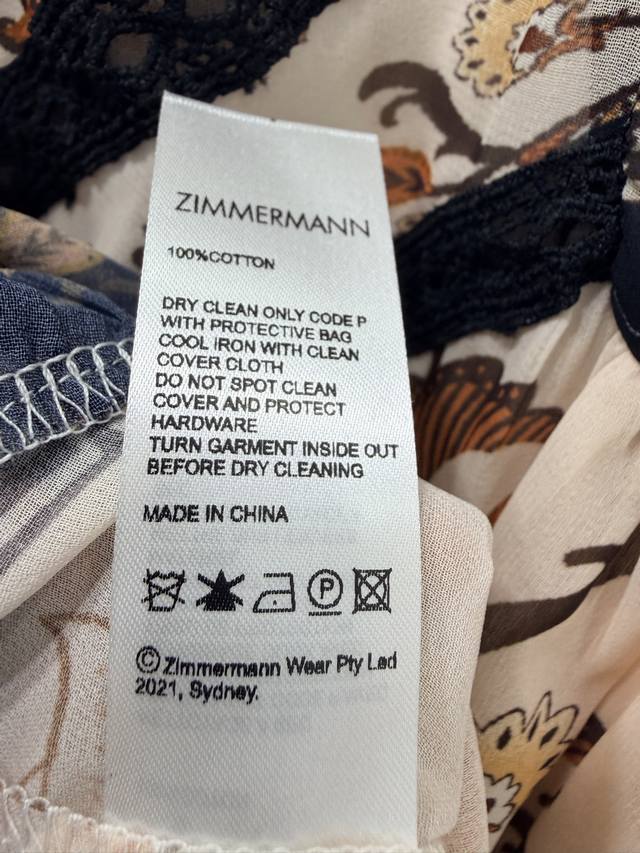 ZIMMERMANN
100%COTTON
DRY CLEAN ONLY CODE P
WITH PROTECTIVE BAG
COOL IRON WITH CLEAN
COVER CLOTH
DO NOT SPOT CLEAN
COVER AND PROTECT
HARDWARE
TURN GARMENT INSIDE OUT
BEFORE DRY CLEANING
MADE IN CHINA
P
© Zimmermann Wear Pty Led
2021, Sydney.